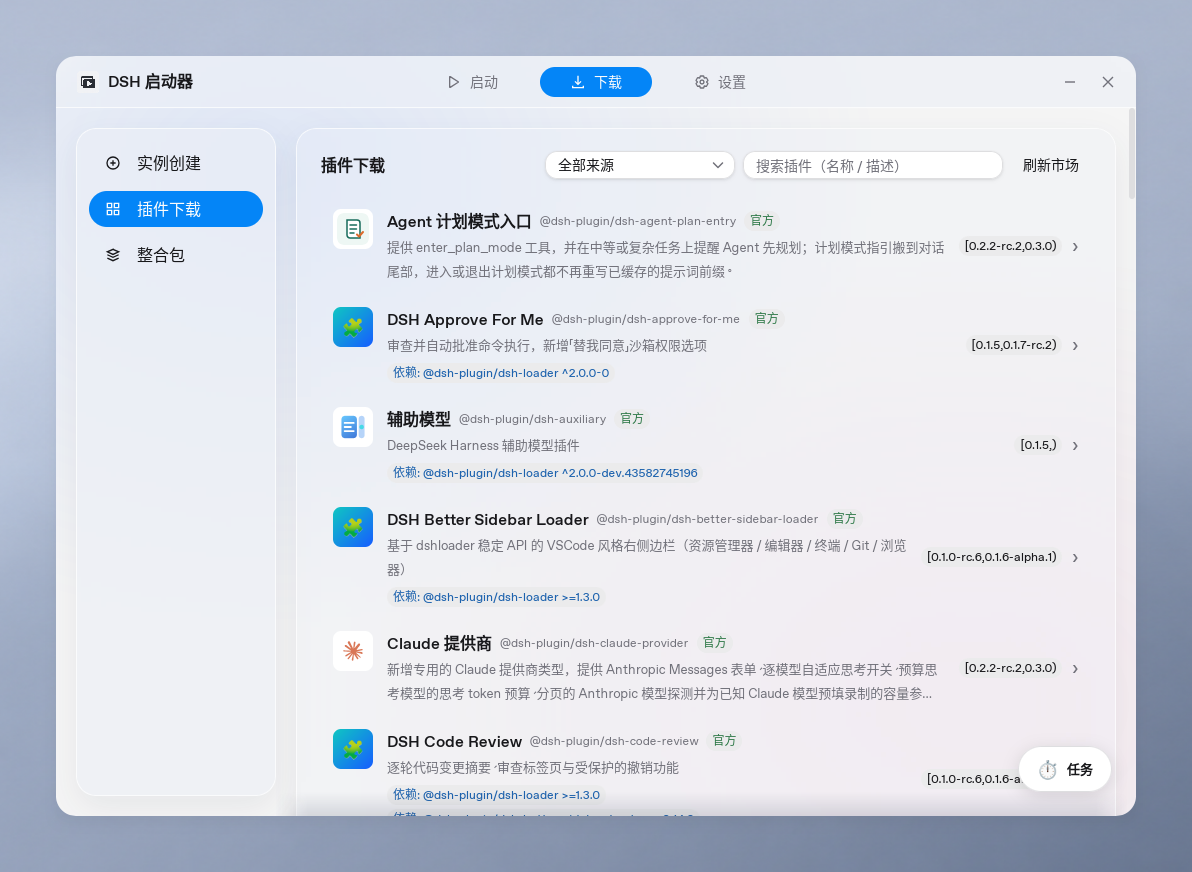 DSH 启动器
启动
下载
设置
实例创建
插件下载
整合包
插件下载
全部来源
搜索插件（名称 / 描述）
刷新市场
Agent 计划模式入口 @dsh-plugin/dsh-agent-plan-entry 官方
提供 enter_plan_mode 工具，并在中等或复杂任务上提醒 Agent 先规划；计划模式指引搬到对话
尾部，进入或退出计划模式都不再重写已缓存的提示词前缀。
[0.2.2-rc.2,0.3.0)
DSH Approve For Me @dsh-plugin/dsh-approve-for-me 官方
审查并自动批准命令执行，新增「替我同意」沙箱权限选项
依赖: @dsh-plugin/dsh-loader ^2.0.0-0
[0.1.5,0.1.7-rc.2)
辅助模型 @dsh-plugin/dsh-auxiliary 官方
DeepSeek Harness 辅助模型插件
依赖: @dsh-plugin/dsh-loader ^2.0.0-dev.43582745196
[0.1.5,)
DSH Better Sidebar Loader @dsh-plugin/dsh-better-sidebar-loader 官方
基于 dshloader 稳定 API 的 VSCode 风格右侧边栏（资源管理器 / 编辑器 / 终端 / Git / 浏览
器）
依赖: @dsh-plugin/dsh-loader >=1.3.0
[0.1.0-rc.6,0.1.6-alpha.1)
Claude 提供商 @dsh-plugin/dsh-claude-provider 官方
新增专用的 Claude 提供商类型，提供 Anthropic Messages 表单、逐模型自适应思考开关、预算思
考模型的思考 token 预算、分页的 Anthropic 模型探测并为已知 Claude 模型预填录制的容量参...
[0.2.2-rc.2,0.3.0)
DSH Code Review @dsh-plugin/dsh-code-review 官方
逐轮代码变更摘要、审查标签页与受保护的撤销功能
依赖: @dsh-plugin/dsh-loader >=1.3.0
[0.1.0-rc.6,0.1.6-a
任务